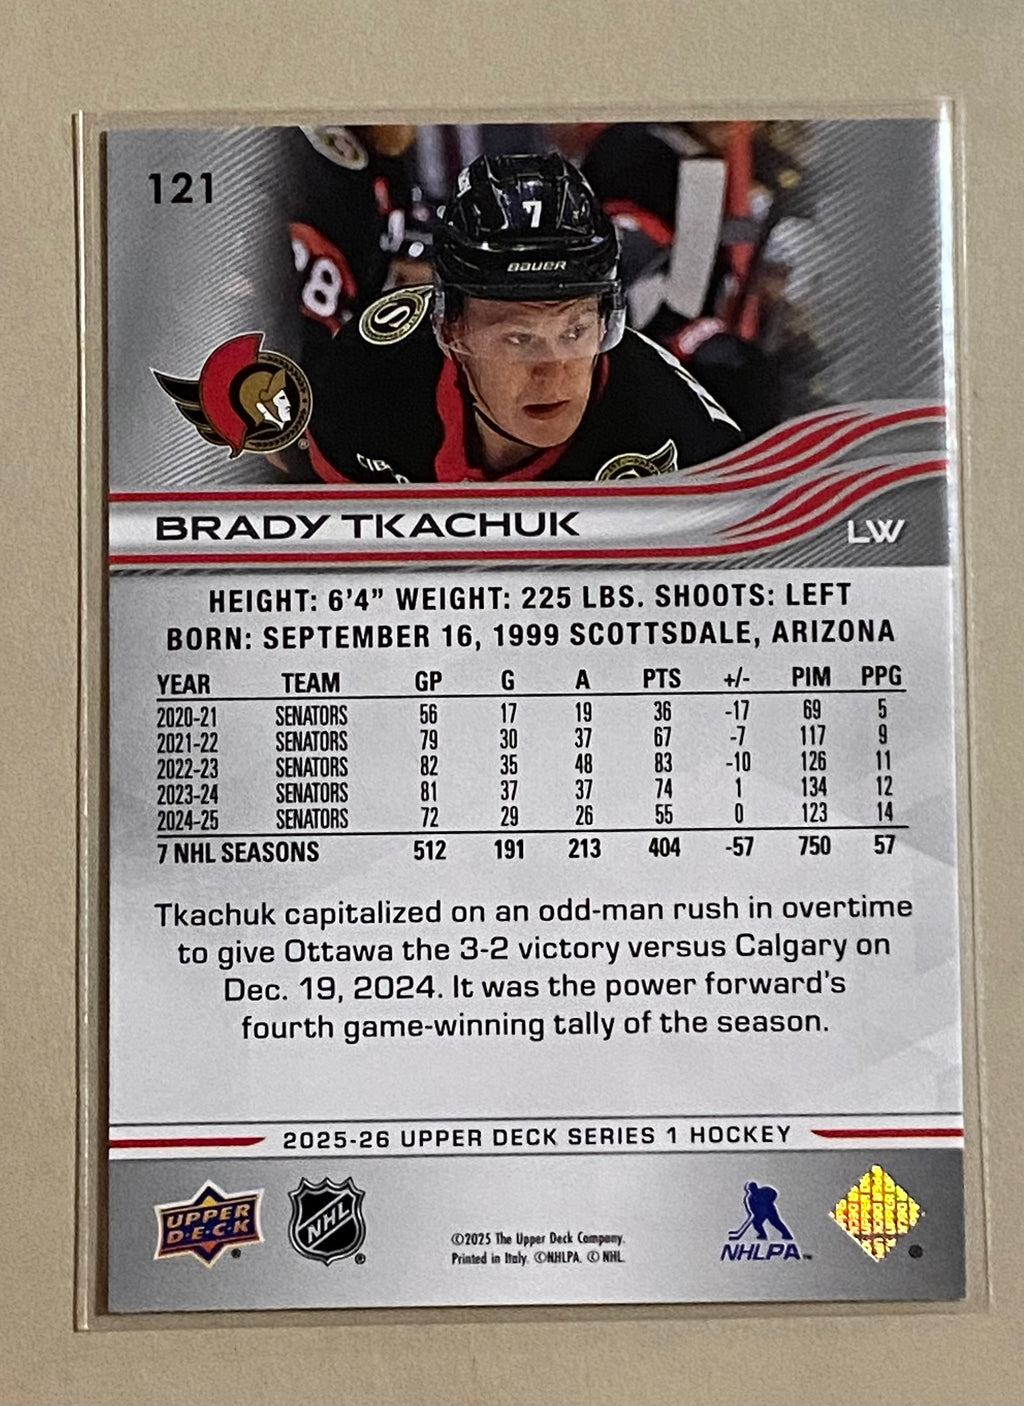 121
7
BAUER
8
S
BRADY TKACHUK
LW
HEIGHT: 6'4" WEIGHT: 225 LBS. SHOOTS: LEFT
BORN: SEPTEMBER 16, 1999 SCOTTSDALE, ARIZONA
YEAR TEAM GP G A PTS +/- PIM PPG
2020-21 SENATORS 56 17 19 36 -17 69 5
2021-22 SENATORS 79 30 37 67 -7 117 9
2022-23 SENATORS 82 35 48 83 -10 126 11
2023-24 SENATORS 81 37 37 74 1 134 12
2024-25 SENATORS 72 29 26 55 0 123 14
7 NHL SEASONS 512 191 213 404 -57 750 57
Tkachuk capitalized on an odd-man rush in overtime
to give Ottawa the 3-2 victory versus Calgary on
Dec. 19, 2024. It was the power forward's
fourth game-winning tally of the season.
2025-26 UPPER DECK SERIES 1 HOCKEY
UPPER
D·E·C·K
NHL
©2025 The Upper Deck Company.
Printed in Italy. ©NHLPA. © NHL.
NHLPA